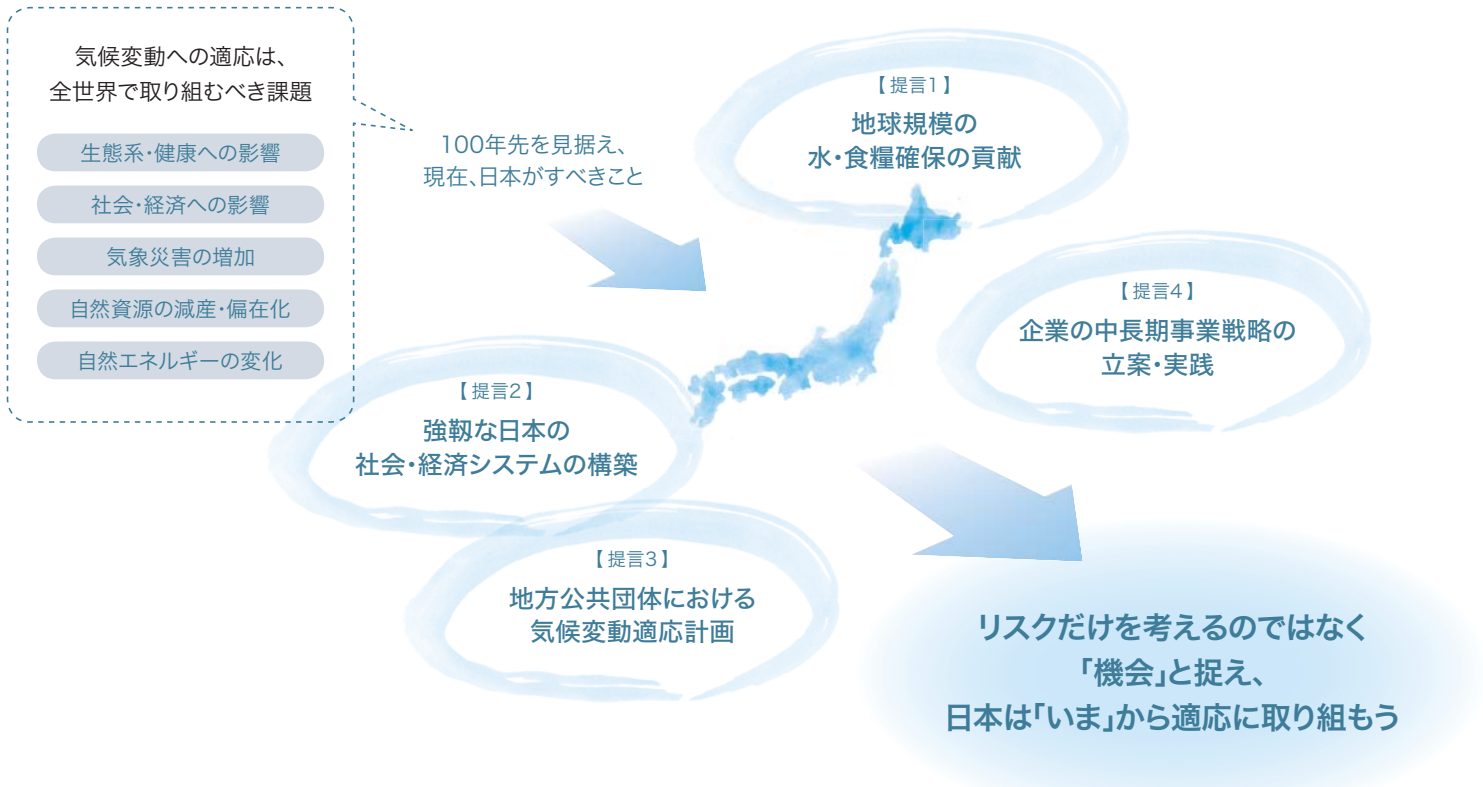 気候変動への適応は、
全世界で取り組むべき課題
生態系・健康への影響
社会・経済への影響
気象災害の増加
自然資源の減産・偏在化
自然エネルギーの変化
100年先を見据え、
現在、日本がすべきこと
【提言1】
地球規模の
水・食糧確保の貢献
【提言4】
企業の中長期事業戦略の
立案・実践
【提言2】
強靱な日本の
社会・経済システムの構築
【提言3】
地方公共団体における
気候変動適応計画
リスクだけを考えるのではなく
「機会」と捉え、
日本は「いま」から適応に取り組もう